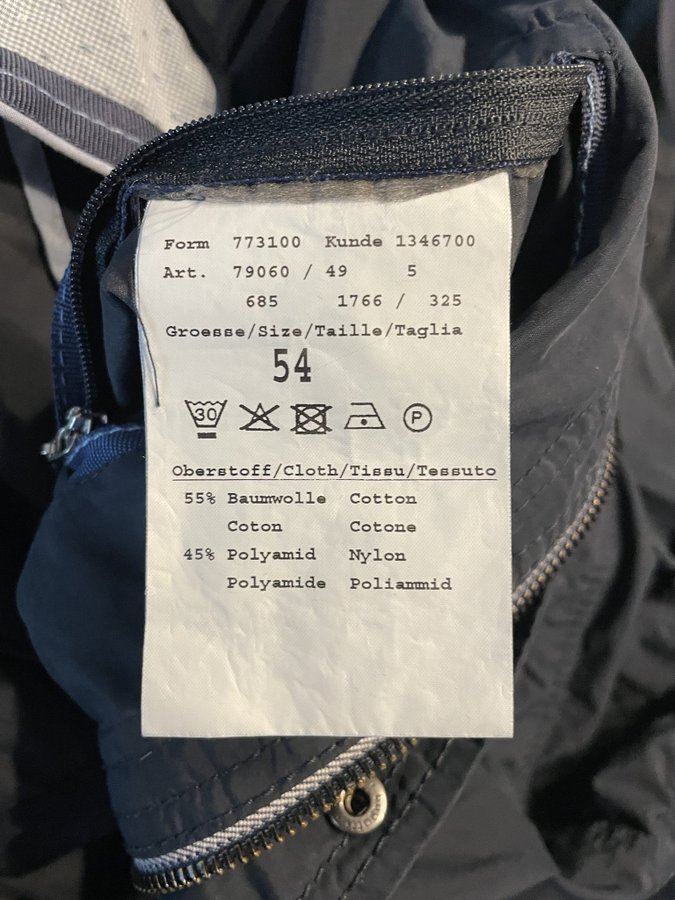 Form 773100 Kunde 1346700
Art. 79060 / 49 5
685 1766 / 325
Groesse/Size/Taille/Taglia
54
30 P
Oberstoff/Cloth/Tissu/Tessuto
55% Baumwolle Cotton
Coton Cotone
45% Polyamid Nylon
Polyamide Poliammid